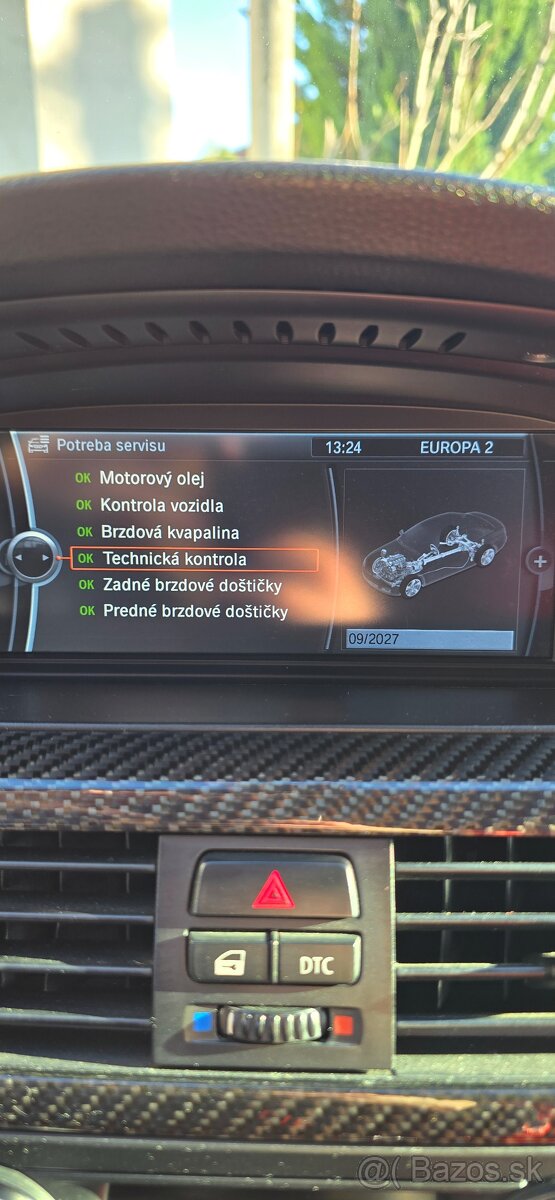 Potreba servisu
13:24
EUROPA 2
OK Motorový olej
OK Kontrola vozidla
OK Brzdová kvapalina
OK Technická kontrola
OK Zadné brzdové doštičky
OK Predné brzdové doštičky
09/2027
DTC
@( Bazos.sk